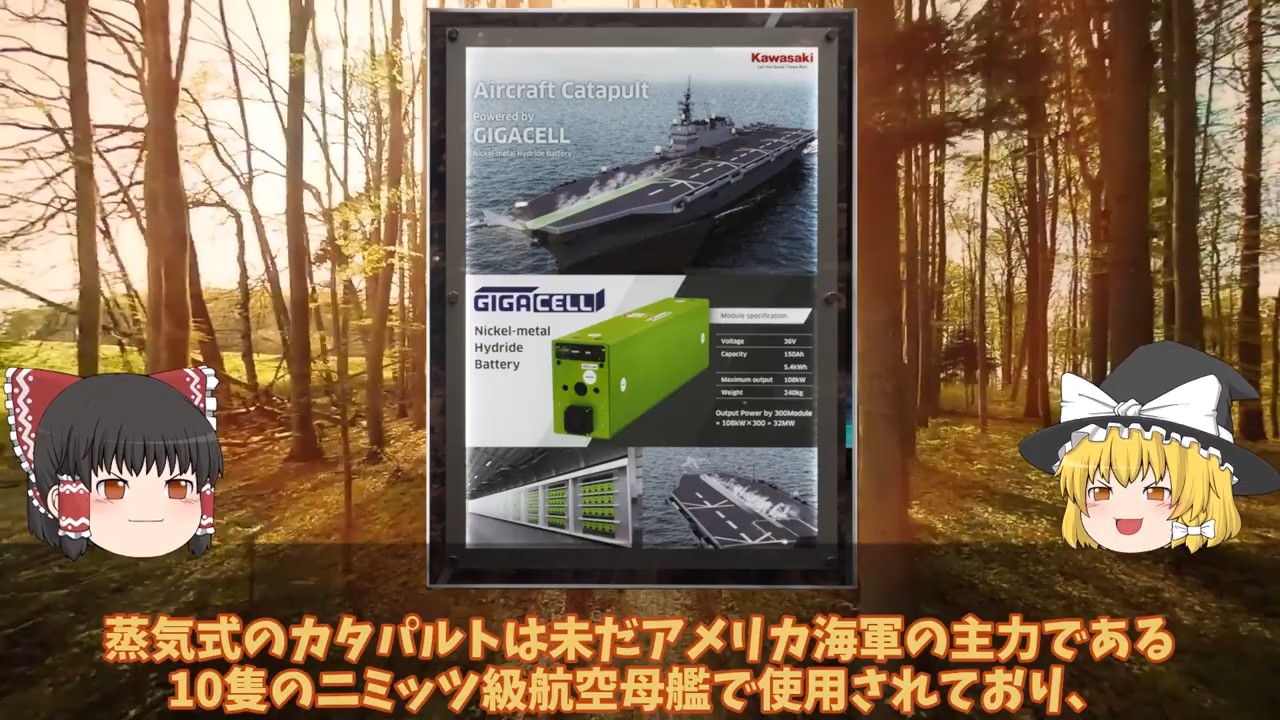 Kawasaki
Aircraft Catapult
Powered by
GIGACELL
Nickel-metal Hydride Battery
GIGACELL
Nickel-metal
Hydride
Battery
Module specification
Voltage 36V
Capacity 150Ah
5.4kWh
Maximum output 108kW
Weight 240kg
Output Power by 300Module
= 108kW×300 = 32MW
蒸気式のカタパルトは未だアメリカ海軍の主力である
10隻のニミッツ級航空母艦で使用されており、